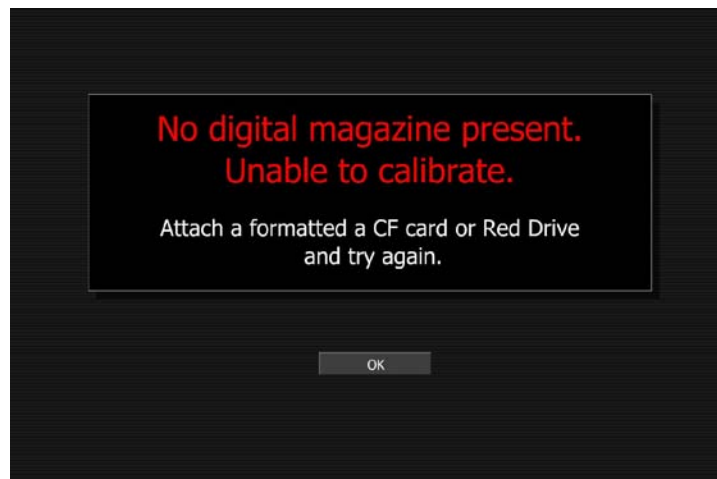 No digital magazine present.
Unable to calibrate.
Attach a formatted a CF card or Red Drive
and try again.
OK